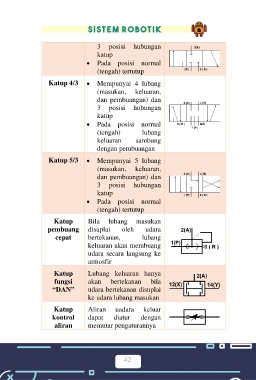 SISTEM ROBOTIK
3 posisi hubungan
katup
• Pada posisi normal
(tengah) tertutup
Katup 4/3
• Mempunyai 4 lubang
(masukan, keluaran,
dan pembuangan) dan
3 posisi hubungan
katup
• Pada posisi normal
(tengah) lubang
keluaran sambung
dengan pembuangan
Katup 5/3
• Mempunyai 5 lubang
(masukan, keluaran,
dan pembuangan) dan
3 posisi hubungan
katup
• Pada posisi normal
(tengah) tertutup
Katup
pembuang
cepat
Bila lubang masukan
disuplai oleh udara
bertekanan, lubang
keluaran akan membuang
udara secara langsung ke
atmosfir
2(A)
1(P)
3 ( R )
Katup
fungsi
"DAN"
Lubang keluaran hanya
akan bertekanan bila
udara bertekanan disuplai
ke udara lubang masukan
2(A)
12(X)
14(Y)
Katup
kontrol
aliran
Aliran uadara keluar
dapat diatur dengan
memutar pengaturannya
42